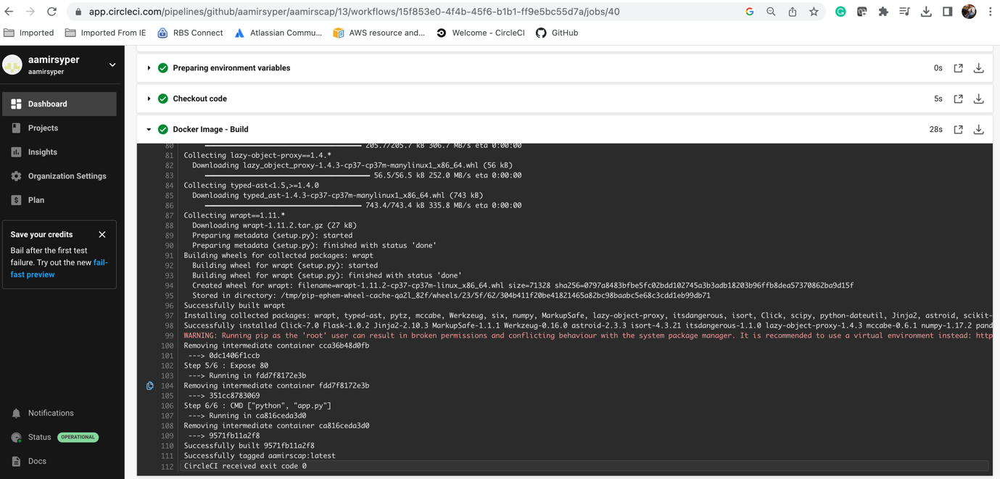 app.circleci.com/pipelines/github/aamirsyper/aamirscap/13/workflows/15f853e0-4f4b-45f6-b1b1-ff9e5bc55d7a/jobs/40
Imported
Imported From IE
RBS Connect
Atlassian Commu...
AWS resource and...
Welcome - CircleCI
GitHub
aamirsyper
aamirsyper
Dashboard
Projects
Insights
Organization Settings
Plan
Save your credits
Bail after the first test
failure. Try out the new fail-
fast preview
Notifications
Status OPERATIONAL
Docs
Preparing environment variables 0s
Checkout code 5s
Docker Image - Build 28s
80 205.7/205.7 kB 306.7 MB/s eta 0:00:00
81 Collecting lazy-object-proxy==1.4.*
82 Downloading lazy_object_proxy-1.4.3-cp37-cp37m-manylinux1_x86_64.whl (56 kB)
83 56.5/56.5 kB 252.0 MB/s eta 0:00:00
84 Collecting typed-ast<1.5,>=1.4.0
85 Downloading typed_ast-1.4.3-cp37-cp37m-manylinux1_x86_64.whl (743 kB)
86 743.4/743.4 kB 335.8 MB/s eta 0:00:00
87 Collecting wrapt==1.11.*
88 Downloading wrapt-1.11.2.tar.gz (27 kB)
89 Preparing metadata (setup.py): started
90 Preparing metadata (setup.py): finished with status 'done'
91 Building wheels for collected packages: wrapt
92 Building wheel for wrapt (setup.py): started
93 Building wheel for wrapt (setup.py): finished with status 'done'
94 Created wheel for wrapt: filename=wrapt-1.11.2-cp37-cp37m-linux_x86_64.whl size=71328 sha256=0797a8483bfbe5fc02bdd102745a3b3adb18203b96ffb8dea57370862ba9d15f
95 Stored in directory: /tmp/pip-ephem-wheel-cache-qa2l_82f/wheels/23/5f/62/304b411f20be41821465a82bc98baabc5e68c3cdd1eb99db71
96 Successfully built wrapt
97 Installing collected packages: wrapt, typed-ast, pytz, mccabe, Werkzeug, six, numpy, MarkupSafe, lazy-object-proxy, itsdangerous, isort, Click, scipy, python-dateutil, Jinja2, astroid, scikit-
98 Successfully installed Click-7.0 Flask-1.0.2 Jinja2-2.10.3 MarkupSafe-1.1.1 Werkzeug-0.16.0 astroid-2.3.3 isort-4.3.21 itsdangerous-1.1.0 lazy-object-proxy-1.4.3 mccabe-0.6.1 numpy-1.17.2 pand
99 WARNING: Running pip as the 'root' user can result in broken permissions and conflicting behaviour with the system package manager. It is recommended to use a virtual environment instead: http
100 Removing intermediate container cca36b48d0fb
101 ---> 0dc1406f1ccb
102 Step 5/6 : Expose 80
103 ---> Running in fdd7f8172e3b
104 Removing intermediate container fdd7f8172e3b
105 ---> 351cc8783069
106 Step 6/6 : CMD ["python", "app.py"]
107 ---> Running in ca816ceda3d0
108 Removing intermediate container ca816ceda3d0
109 ---> 9571fb11a2f8
110 Successfully built 9571fb11a2f8
111 Successfully tagged aamirscap:latest
112 CircleCI received exit code 0